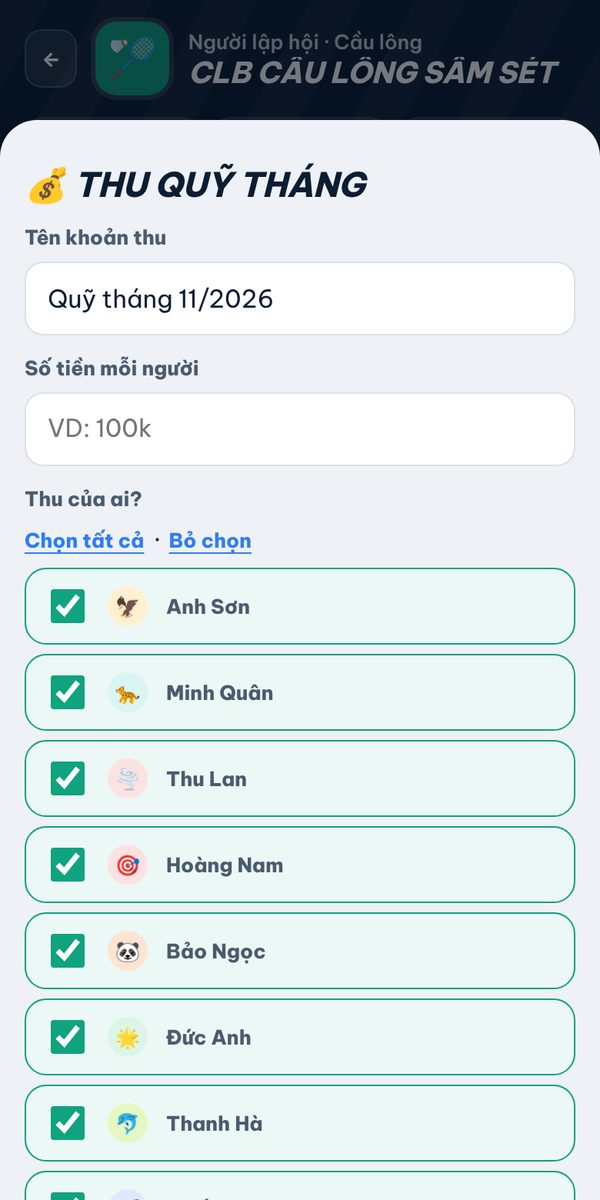 Người lập hội · Cầu lông
CLB CẦU LÔNG SẤM SÉT
THU QUỸ THÁNG
Tên khoản thu
Quỹ tháng 11/2026
Số tiền mỗi người
VD: 100k
Thu của ai?
Chọn tất cả · Bỏ chọn
Anh Sơn
Minh Quân
Thu Lan
Hoàng Nam
Bảo Ngọc
Đức Anh
Thanh Hà